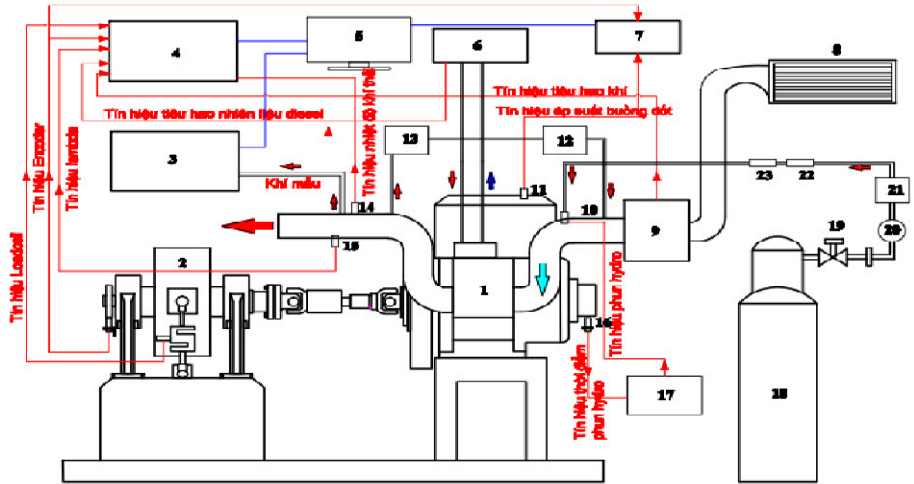 4
5
6
7
8
Tín hiệu tiêu hao khí
Tín hiệu tiêu hao nhiên liệu diesel
Tín hiệu áp suất buồng đốt
Tín hiệu Encoder
Tín hiệu lambda
Tín hiệu Loadcell
Tín hiệu nhiệt độ khí thải
13
12
3
Khí mẫu
14
11
10
23
22
21
20
19
9
15
2
1
16
Tín hiệu phun hydro
Tín hiệu thời điểm
phun hydro
17
18